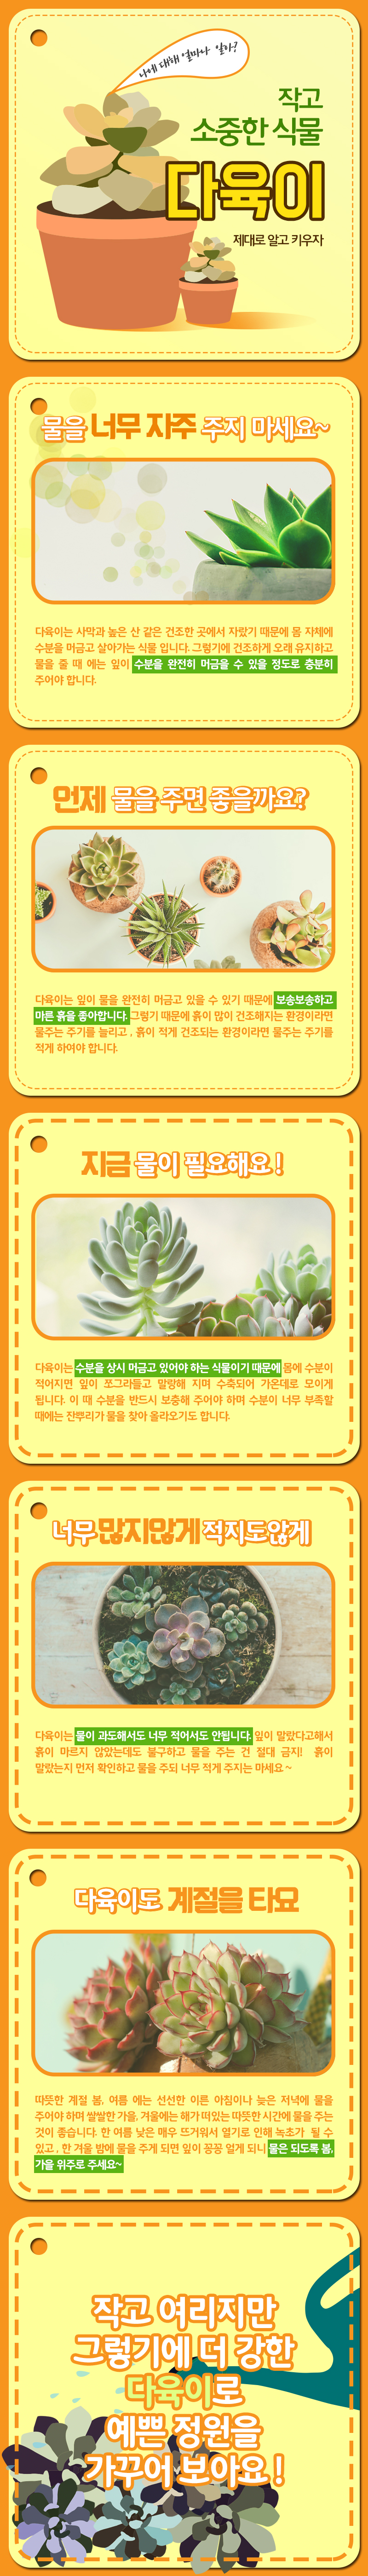 나에 대해 얼마나 알아?
작고
소중한 식물
다육이
제대로 알고 키우자
물을 너무 자주 주지 마세요~
다육이는 사막과 높은 산 같은 건조한 곳에서 자랐기 때문에 몸 자체에
수분을 머금고 살아가는 식물 입니다. 그렇기에 건조하게 오래 유지하고
물을 줄 때 에는 잎이 수분을 완전히 머금을 수 있을 정도로 충분히
주어야 합니다.
언제 물을 주면 좋을까요?
다육이는 잎이 물을 완전히 머금고 있을 수 있기 때문에 보송보송하고
마른 흙을 좋아합니다. 그렇기 때문에 흙이 많이 건조해지는 환경이라면
물주는 주기를 늘리고 , 흙이 적게 건조되는 환경이라면 물주는 주기를
적게 하여야 합니다.
지금 물이 필요해요 !
다육이는 수분을 상시 머금고 있어야 하는 식물이기 때문에 몸에 수분이
적어지면 잎이 쪼그라들고 말랑해 지며 수축되어 가온데로 모이게
됩니다. 이 때 수분을 반드시 보충해 주어야 하며 수분이 너무 부족할
때에는 잔뿌리가 물을 찾아 올라오기도 합니다.
너무 많지않게 적지도않게
다육이는 물이 과도해서도 너무 적어서도 안됩니다. 잎이 말랐다고해서
흙이 마르지 않았는데도 불구하고 물을 주는 건 절대 금지! 흙이
말랐는지 먼저 확인하고 물을 주되 너무 적게 주지는 마세요 ~
다육이도 계절을 타요
따뜻한 계절 봄, 여름 에는 선선한 이른 아침이나 늦은 저녁에 물을
주어야 하며 쌀쌀한 가을, 겨울에는 해가 떠있는 따뜻한 시간에 물을 주는
것이 좋습니다. 한 여름 낮은 매우 뜨거워서 열기로 인해 녹초가 될 수
있고 , 한 겨울 밤에 물을 주게 되면 잎이 꽁꽁 얼게 되니 물은 되도록 봄,
가을 위주로 주세요~
작고 여리지만
그렇기에 더 강한
다육이로
예쁜 정원을
가꾸어 보아요 !